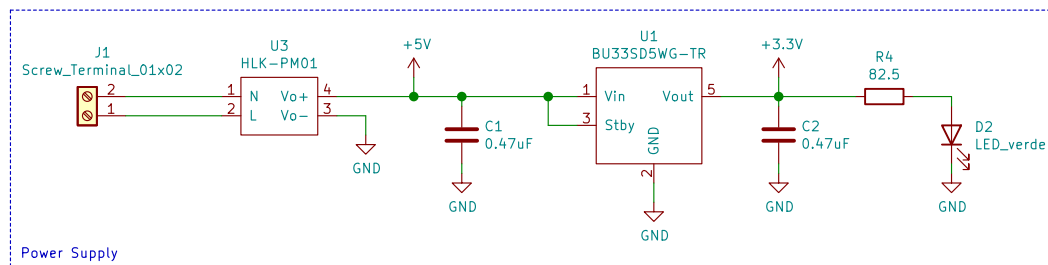 J1
Screw_Terminal_01x02
2
1
U3
HLK-PM01
1 N Vo+ 4
2 L Vo- 3
+5V
GND
C1
0.47uF
GND
U1
BU33SD5WG-TR
1 Vin Vout 5
3 Stby
GND
2
GND
+3.3V
C2
0.47uF
GND
R4
82.5
D2
LED_verde
GND
Power Supply